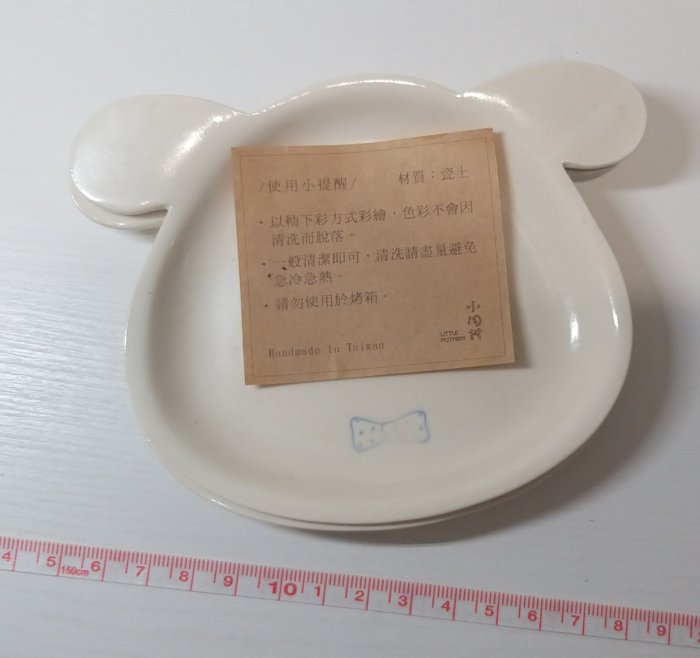 /使用小提醒/ 材質：瓷土
・以釉下彩方式彩繪，色彩不會因
清洗而脫落。
・一般清潔即可，清洗請盡量避免
急冷急熱。
・請勿使用於烤箱。
小陶器
LITTLE
POTTERY
Handmade in Taiwan
4 5 6 7 8 9 10 1 2 3 4 5 6 7 8 9
150cm